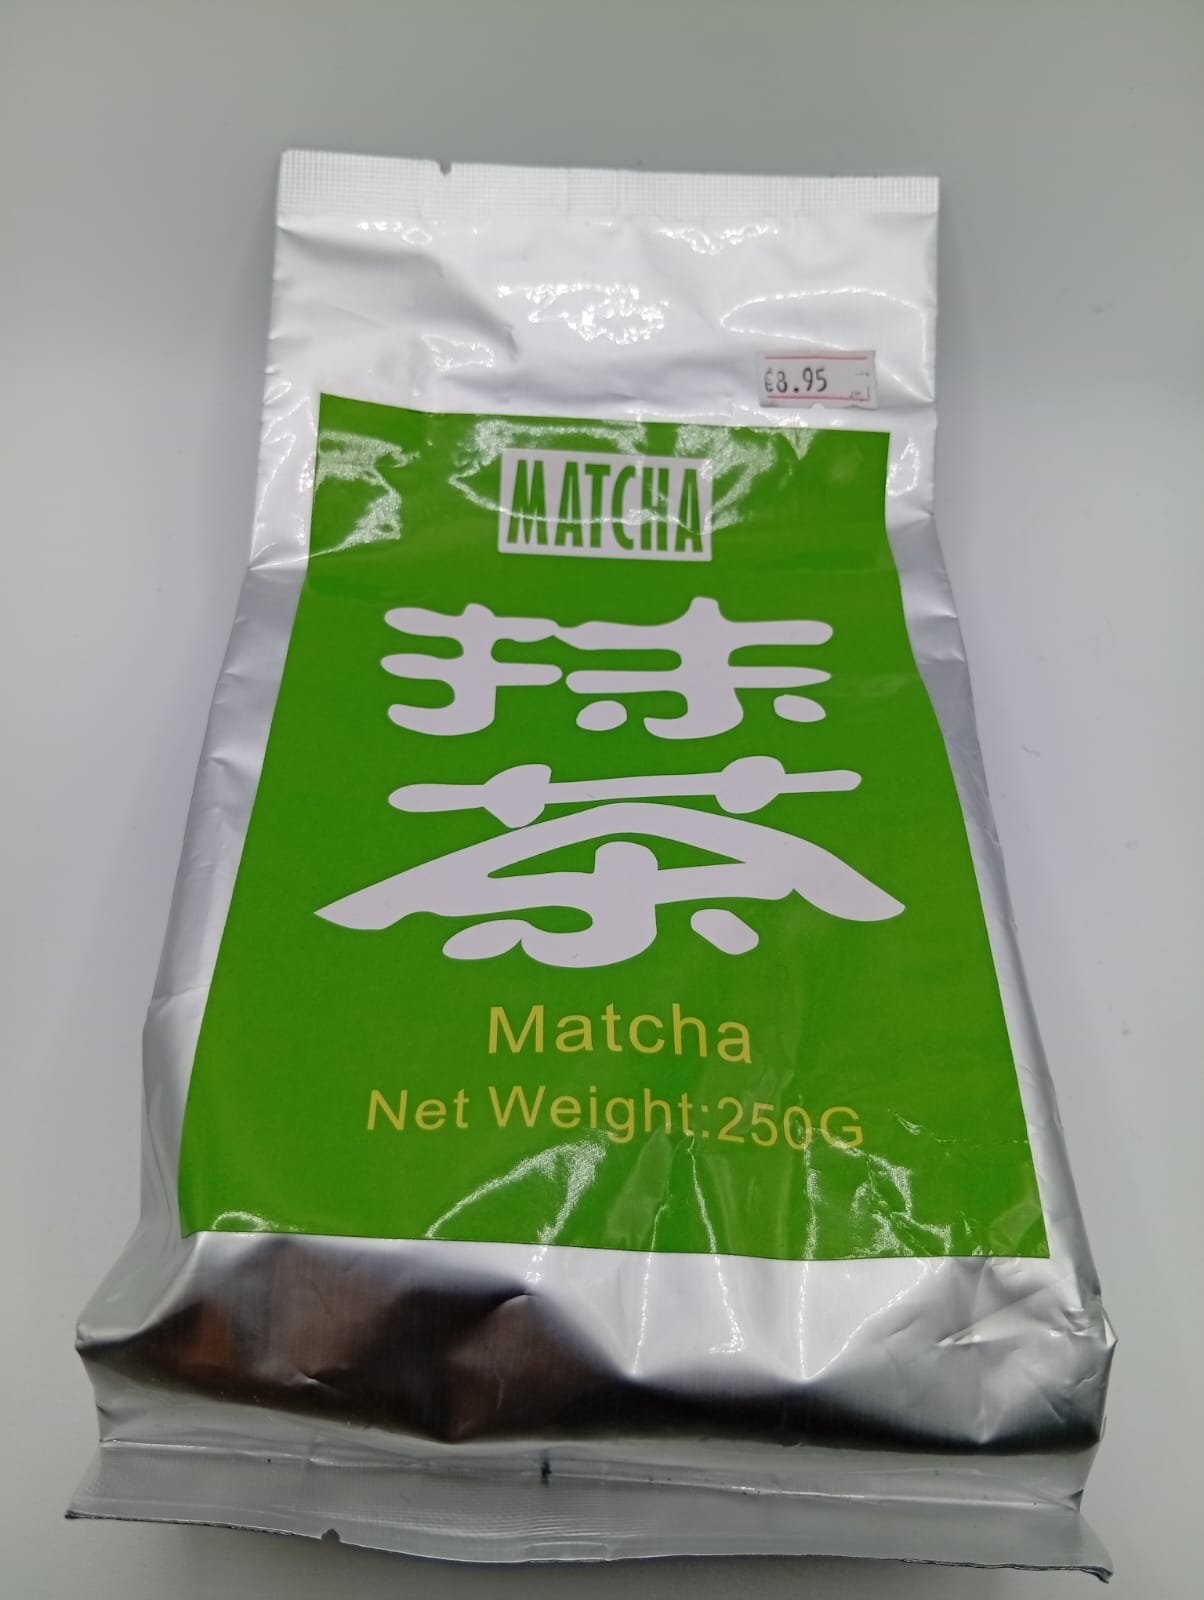 €8.95
MATCHA
抹
茶
Matcha
Net Weight:250G